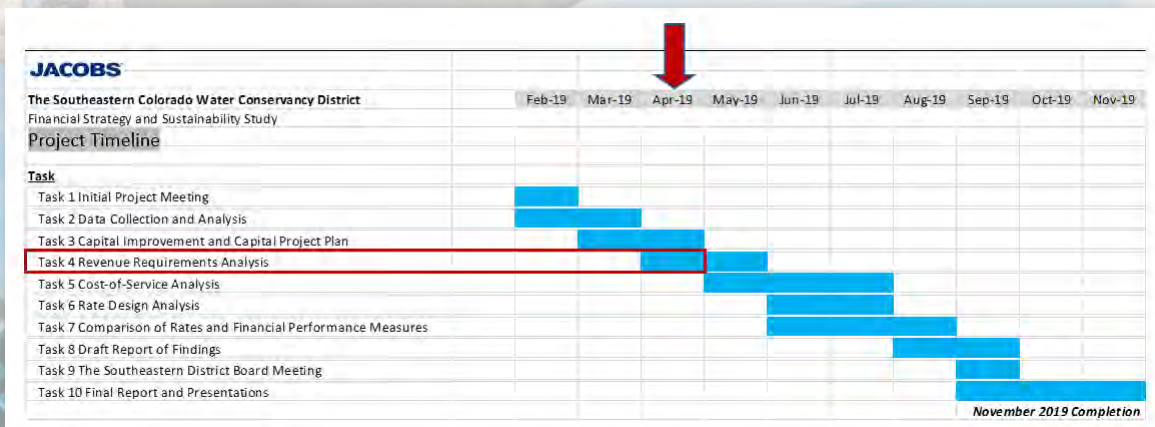 JACOBS
The Southeastern Colorado Water Conservancy District Feb-19 Mar-19 Apr-19 May-19 Jun-19 Jul-19 Aug-19 Sep-19 Oct-19 Nov-19
Financial Strategy and Sustainability Study
Project Timeline
Task
Task 1 Initial Project Meeting
Task 2 Data Collection and Analysis
Task 3 Capital Improvement and Capital Project Plan
Task 4 Revenue Requirements Analysis
Task 5 Cost-of-Service Analysis
Task 6 Rate Design Analysis
Task 7 Comparison of Rates and Financial Performance Measures
Task 8 Draft Report of Findings
Task 9 The Southeastern District Board Meeting
Task 10 Final Report and Presentations
November 2019 Completion